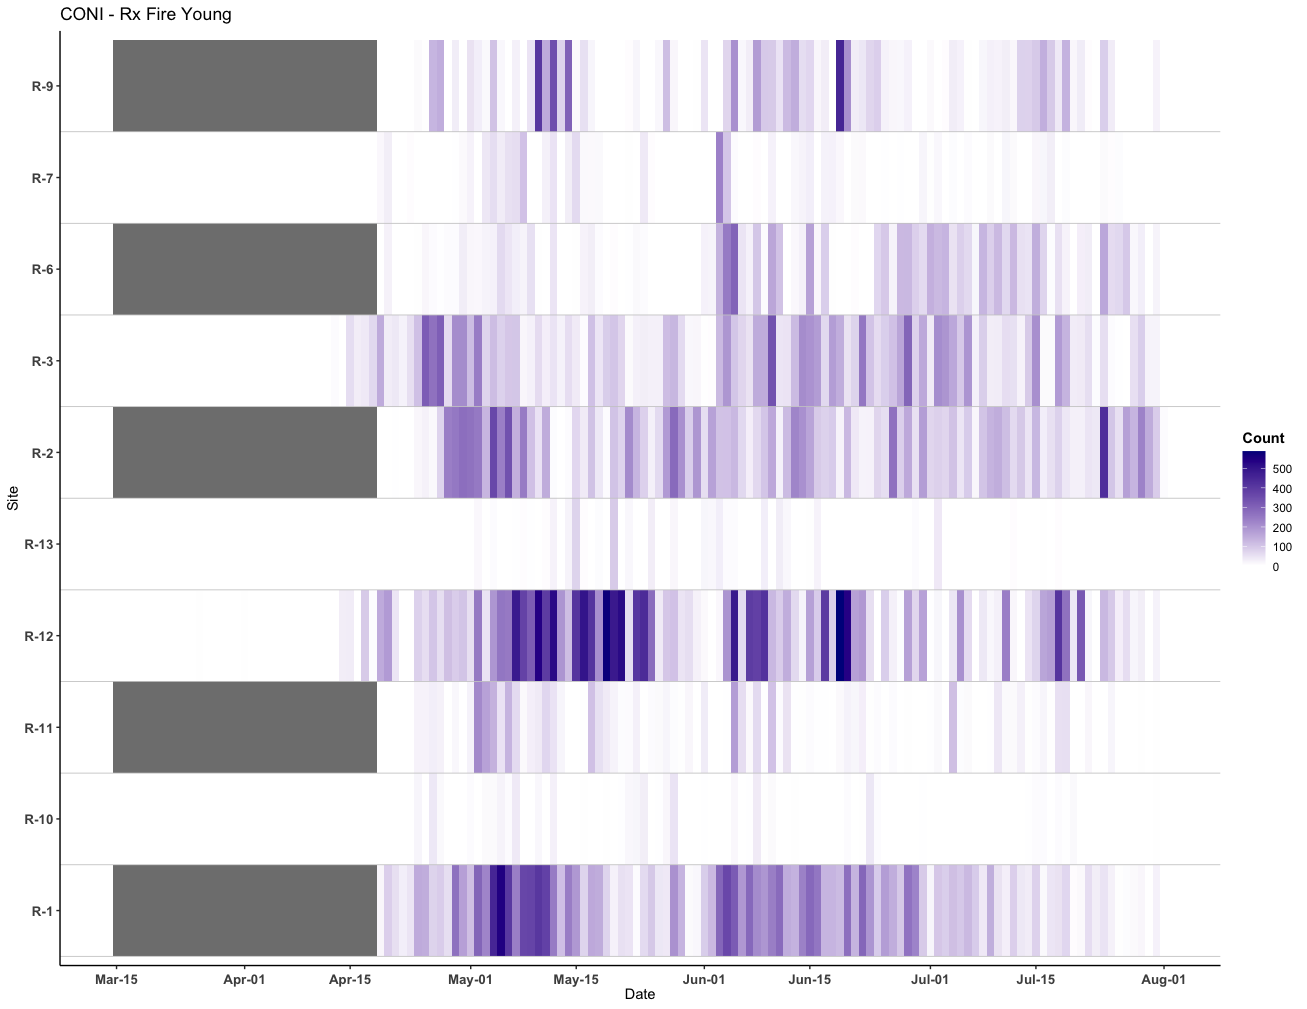 CONI - Rx Fire Young
R-9
R-7
R-6
R-3
R-2
R-13
R-12
R-11
R-10
R-1
Site
Mar-15 Apr-01 Apr-15 May-01 May-15 Jun-01 Jun-15 Jul-01 Jul-15 Aug-01
Date
Count
500
400
300
200
100
0